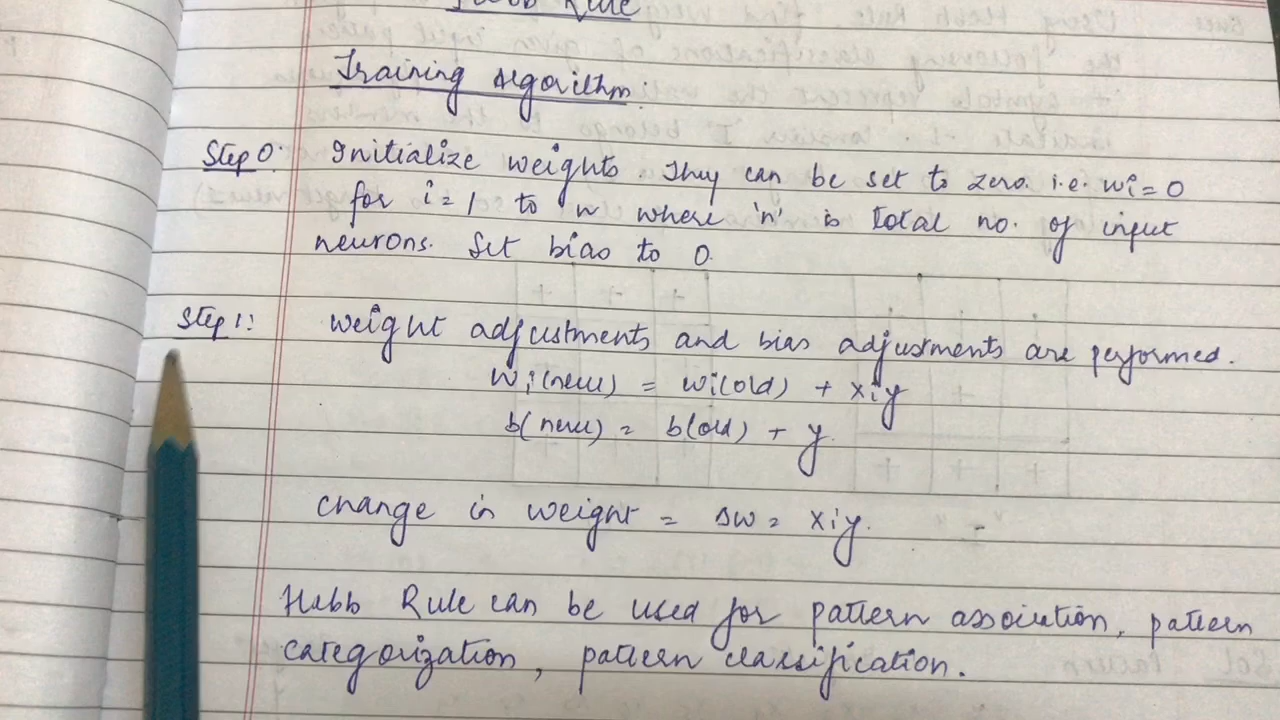 Hebb Rule
Training Algorithm:
Step 0: Initialize weights. They can be set to zero. i.e. wi = 0
for i = 1 to n where 'n' is total no. of input
neurons. Set bias to 0.
Step 1: weight adjustments and bias adjustments are performed.
wi(new) = wi(old) + xiy
b(new) = b(old) + y.
change in weight = Δw = xiy.
Hebb Rule can be used for pattern association, pattern
categorization, pattern classification.